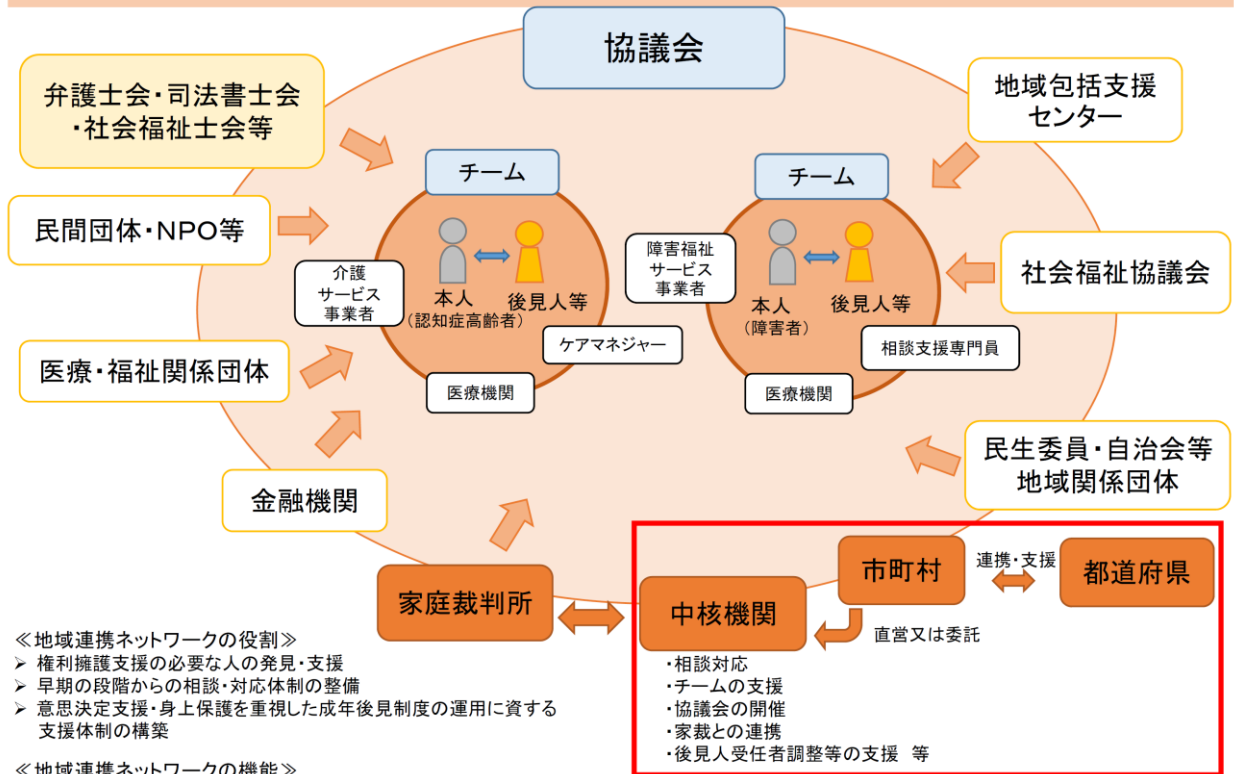 協議会
弁護士会・司法書士会
・社会福祉士会等
地域包括支援
センター
チーム
チーム
民間団体・NPO等
介護
サービス
事業者
本人
(認知症高齢者)
後見人等
ケアマネジャー
医療機関
障害福祉
サービス
事業者
本人
(障害者)
後見人等
相談支援専門員
医療機関
社会福祉協議会
医療・福祉関係団体
民生委員・自治会等
地域関係団体
金融機関
家庭裁判所
中核機関
市町村
連携・支援
都道府県
直営又は委託
・相談対応
・チームの支援
・協議会の開催
・家裁との連携
・後見人受任者調整等の支援 等
≪地域連携ネットワークの役割≫
➢ 権利擁護支援の必要な人の発見・支援
➢ 早期の段階からの相談・対応体制の整備
➢ 意思決定支援・身上保護を重視した成年後見制度の運用に資する
支援体制の構築
≪地域連携ネットワークの機能≫